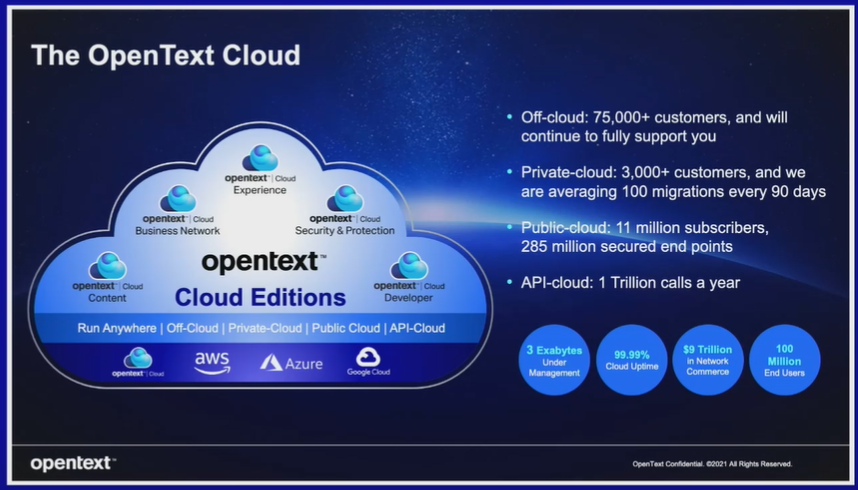 The OpenText Cloud
opentext™ | Cloud
Experience
opentext™ | Cloud
Business Network
opentext™ | Cloud
Security & Protection
opentext™ | Cloud
Content
opentext™
Cloud Editions
opentext™ | Cloud
Developer
Run Anywhere | Off-Cloud | Private-Cloud | Public Cloud | API-Cloud
opentext™ | Cloud
aws
Azure
Google Cloud
• Off-cloud: 75,000+ customers, and will
continue to fully support you
• Private-cloud: 3,000+ customers, and we
are averaging 100 migrations every 90 days
• Public-cloud: 11 million subscribers,
285 million secured end points
• API-cloud: 1 Trillion calls a year
3 Exabytes
Under
Management
99.99%
Cloud Uptime
$9 Trillion
in Network
Commerce
100
Million
End Users
opentext™
OpenText Confidential. ©2021 All Rights Reserved.